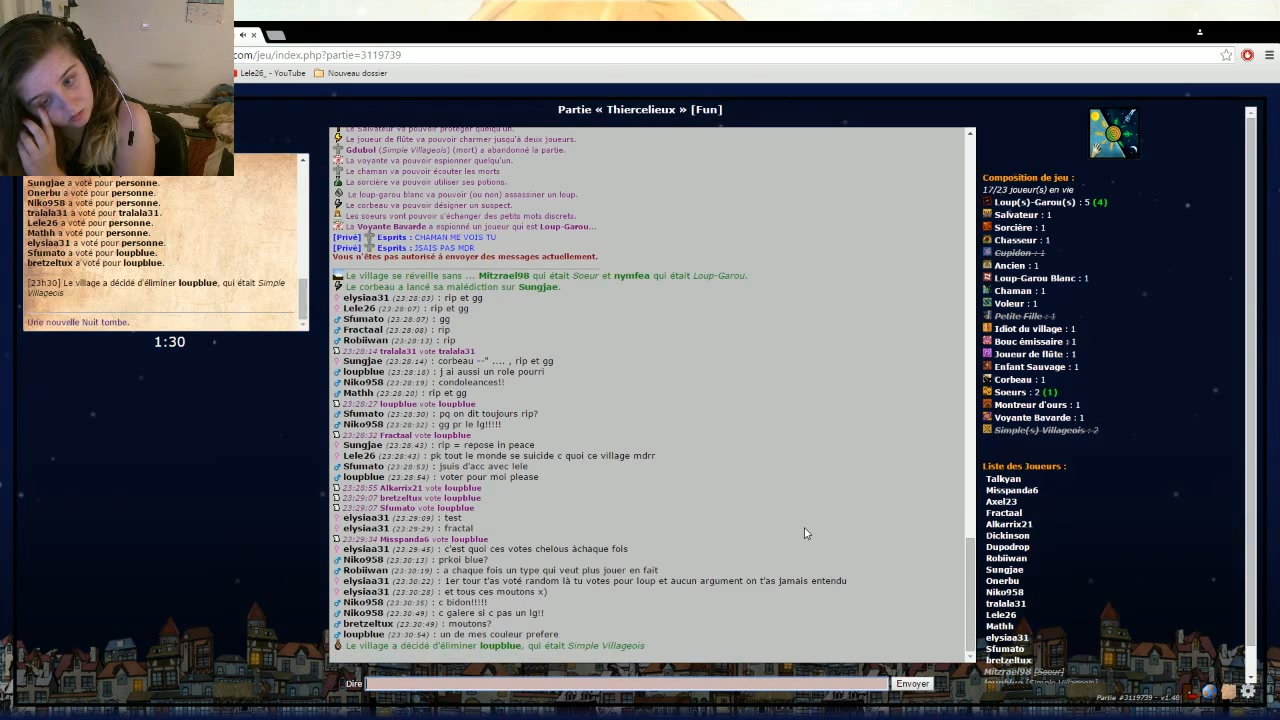 com/jeu/index.php?partie=3119739
Lele26_ - YouTube
Nouveau dossier
Partie « Thiercelieux » [Fun]
Sungjae a voté pour personne.
Onerbu a voté pour personne.
Niko958 a voté pour personne.
tralala31 a voté pour tralala31.
Lele26 a voté pour personne.
Mathh a voté pour personne.
elysiaa31 a voté pour personne.
Sfumato a voté pour loupblue.
bretzeltux a voté pour loupblue.
[23h30] Le village a décidé d'éliminer loupblue, qui était Simple
Villageois
Une nouvelle Nuit tombe.
1:30
Le Salvateur va pouvoir protéger quelqu'un.
Le joueur de flûte va pouvoir charmer jusqu'à deux joueurs.
Gdubol (Simple Villageois) (mort) a abandonné la partie.
La voyante va pouvoir espionner quelqu'un.
Le chaman va pouvoir écouter les morts
La sorcière va pouvoir utiliser ses potions.
Le loup-garou blanc va pouvoir (ou non) assassiner un loup.
Le corbeau va pouvoir désigner un suspect.
Les soeurs vont pouvoir s'échanger des petits mots discrets.
La Voyante Bavarde a espionné un joueur qui est Loup-Garou...
[Privé] Esprits : CHAMAN ME VOIS TU
[Privé] Esprits : JSAIS PAS MDR
Vous n'êtes pas autorisé à envoyer des messages actuellement.
Le village se réveille sans ... Mitzrael98 qui était Soeur et nymfea qui était Loup-Garou.
Le corbeau a lancé sa malédiction sur Sungjae.
elysiaa31 (23:28:03) : rip et gg
Lele26 (23:28:07) : rip et gg
Sfumato (23:28:07) : gg
Fractaal (23:28:08) : rip
Robiiwan (23:28:13) : rip
23:28:14 tralala31 vote tralala31
Sungjae (23:28:14) : corbeau --" .... , rip et gg
loupblue (23:28:18) : j ai aussi un role pourri
Niko958 (23:28:19) : condoleances!!
Mathh (23:28:20) : rip et gg
23:28:27 loupblue vote loupblue
Sfumato (23:28:30) : pq on dit toujours rip?
Niko958 (23:28:32) : gg pr le lg!!!!!
23:28:32 Fractaal vote loupblue
Sungjae (23:28:43) : rip = repose in peace
Lele26 (23:28:43) : pk tout le monde se suicide c quoi ce village mdrr
Sfumato (23:28:53) : jsuis d'acc avec lele
loupblue (23:28:54) : voter pour moi please
23:28:55 Alkarrix21 vote loupblue
23:29:07 bretzeltux vote loupblue
23:29:07 Sfumato vote loupblue
elysiaa31 (23:29:09) : test
elysiaa31 (23:29:29) : fractal
23:29:34 Misspanda6 vote loupblue
elysiaa31 (23:29:45) : c'est quoi ces votes chelous àchaque fois
Niko958 (23:30:13) : prkoi blue?
Robiiwan (23:30:19) : a chaque fois un type qui veut plus jouer en fait
elysiaa31 (23:30:22) : 1er tour t'as voté random là tu votes pour loup et aucun argument on t'as jamais entendu
elysiaa31 (23:30:28) : et tous ces moutons x)
Niko958 (23:30:35) : c bidon!!!!!
Niko958 (23:30:49) : c galere si c pas un lg!!
bretzeltux (23:30:49) : moutons?
loupblue (23:30:54) : un de mes couleur prefere
Le village a décidé d'éliminer loupblue, qui était Simple Villageois
Dire
Envoyer
Composition de jeu :
17/23 joueur(s) en vie
Loup(s)-Garou(s) : 5 (4)
Salvateur : 1
Sorcière : 1
Chasseur : 1
Cupidon : 1
Ancien : 1
Loup-Garou Blanc : 1
Chaman : 1
Voleur : 1
Petite Fille : 1
Idiot du village : 1
Bouc émissaire : 1
Joueur de flûte : 1
Enfant Sauvage : 1
Corbeau : 1
Soeurs : 2 (1)
Montreur d'ours : 1
Voyante Bavarde : 1
Simple(s) Villageois : 2
Liste des Joueurs :
Talkyan
Misspanda6
Axel23
Fractaal
Alkarrix21
Dickinson
Dupodrop
Robiiwan
Sungjae
Onerbu
Niko958
tralala31
Lele26
Mathh
elysiaa31
Sfumato
bretzeltux
Mitzrael98 [Soeur]
loupblue [Simple Villageois]
Partie #3119739 - v1.48